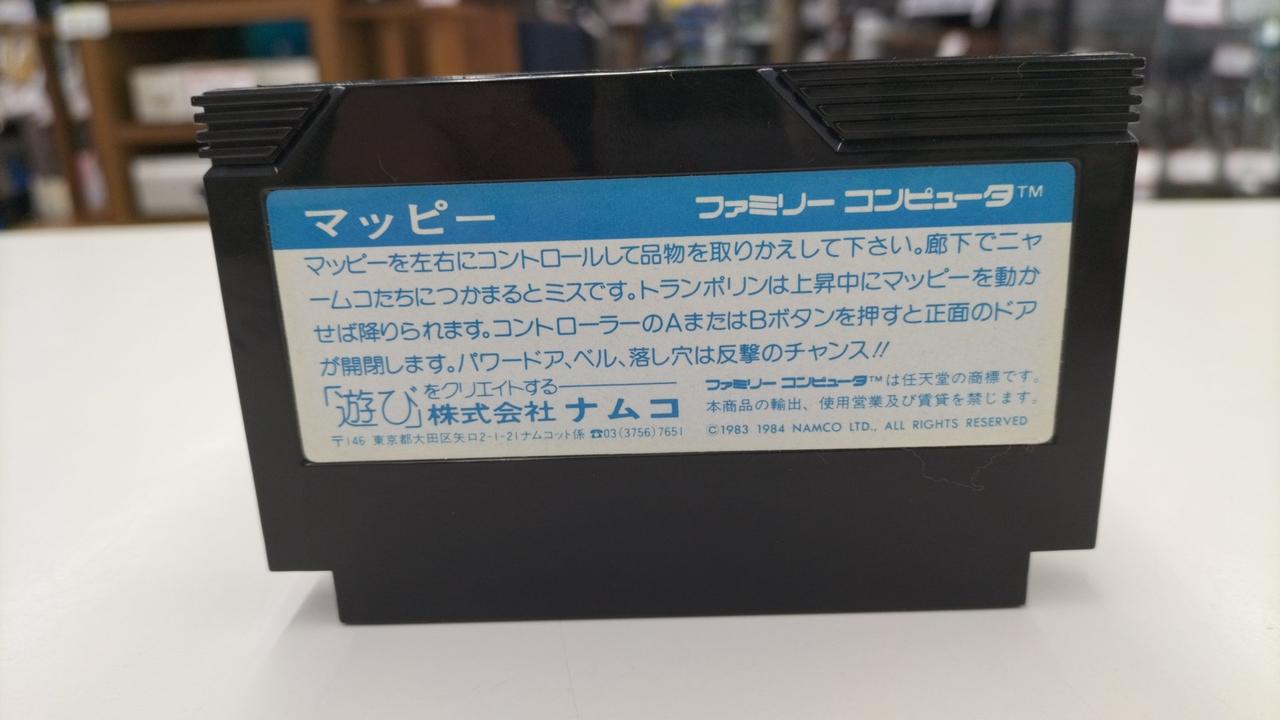 マッピー
ファミリー コンピュータ™
マッピーを左右にコントロールして品物を取りかえして下さい。廊下でニャ
ームコたちにつかまるとミスです。トランポリンは上昇中にマッピーを動か
せば降りられます。コントローラーのAまたはBボタンを押すと正面のドア
が開閉します。パワードア、ベル、落し穴は反撃のチャンス!!
「遊び」をクリエイトする
株式会社 ナムコ
〒146 東京都大田区矢口2-1-21ナムコット係 ☎03(3756)7651
ファミリー コンピュータ™は任天堂の商標です。
本商品の輸出、使用営業及び賃貸を禁じます。
©1983 1984 NAMCO LTD., ALL RIGHTS RESERVED